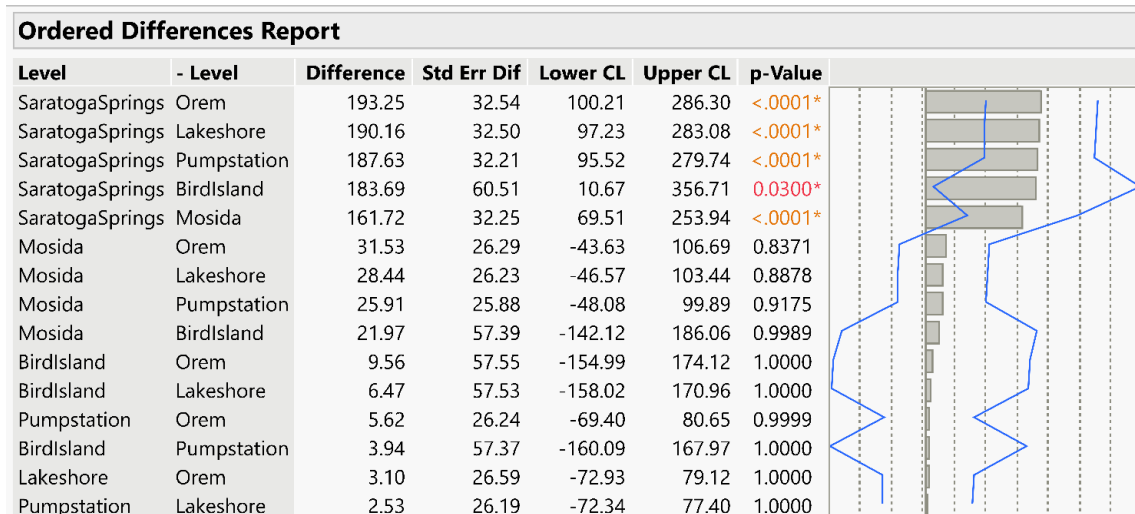 Ordered Differences Report
Level - Level Difference Std Err Dif Lower CL Upper CL p-Value
SaratogaSprings Orem 193.25 32.54 100.21 286.30 <.0001*
SaratogaSprings Lakeshore 190.16 32.50 97.23 283.08 <.0001*
SaratogaSprings Pumpstation 187.63 32.21 95.52 279.74 <.0001*
SaratogaSprings BirdIsland 183.69 60.51 10.67 356.71 0.0300*
SaratogaSprings Mosida 161.72 32.25 69.51 253.94 <.0001*
Mosida Orem 31.53 26.29 -43.63 106.69 0.8371
Mosida Lakeshore 28.44 26.23 -46.57 103.44 0.8878
Mosida Pumpstation 25.91 25.88 -48.08 99.89 0.9175
Mosida BirdIsland 21.97 57.39 -142.12 186.06 0.9989
BirdIsland Orem 9.56 57.55 -154.99 174.12 1.0000
BirdIsland Lakeshore 6.47 57.53 -158.02 170.96 1.0000
Pumpstation Orem 5.62 26.24 -69.40 80.65 0.9999
BirdIsland Pumpstation 3.94 57.37 -160.09 167.97 1.0000
Lakeshore Orem 3.10 26.59 -72.93 79.12 1.0000
Pumpstation Lakeshore 2.53 26.19 -72.34 77.40 1.0000